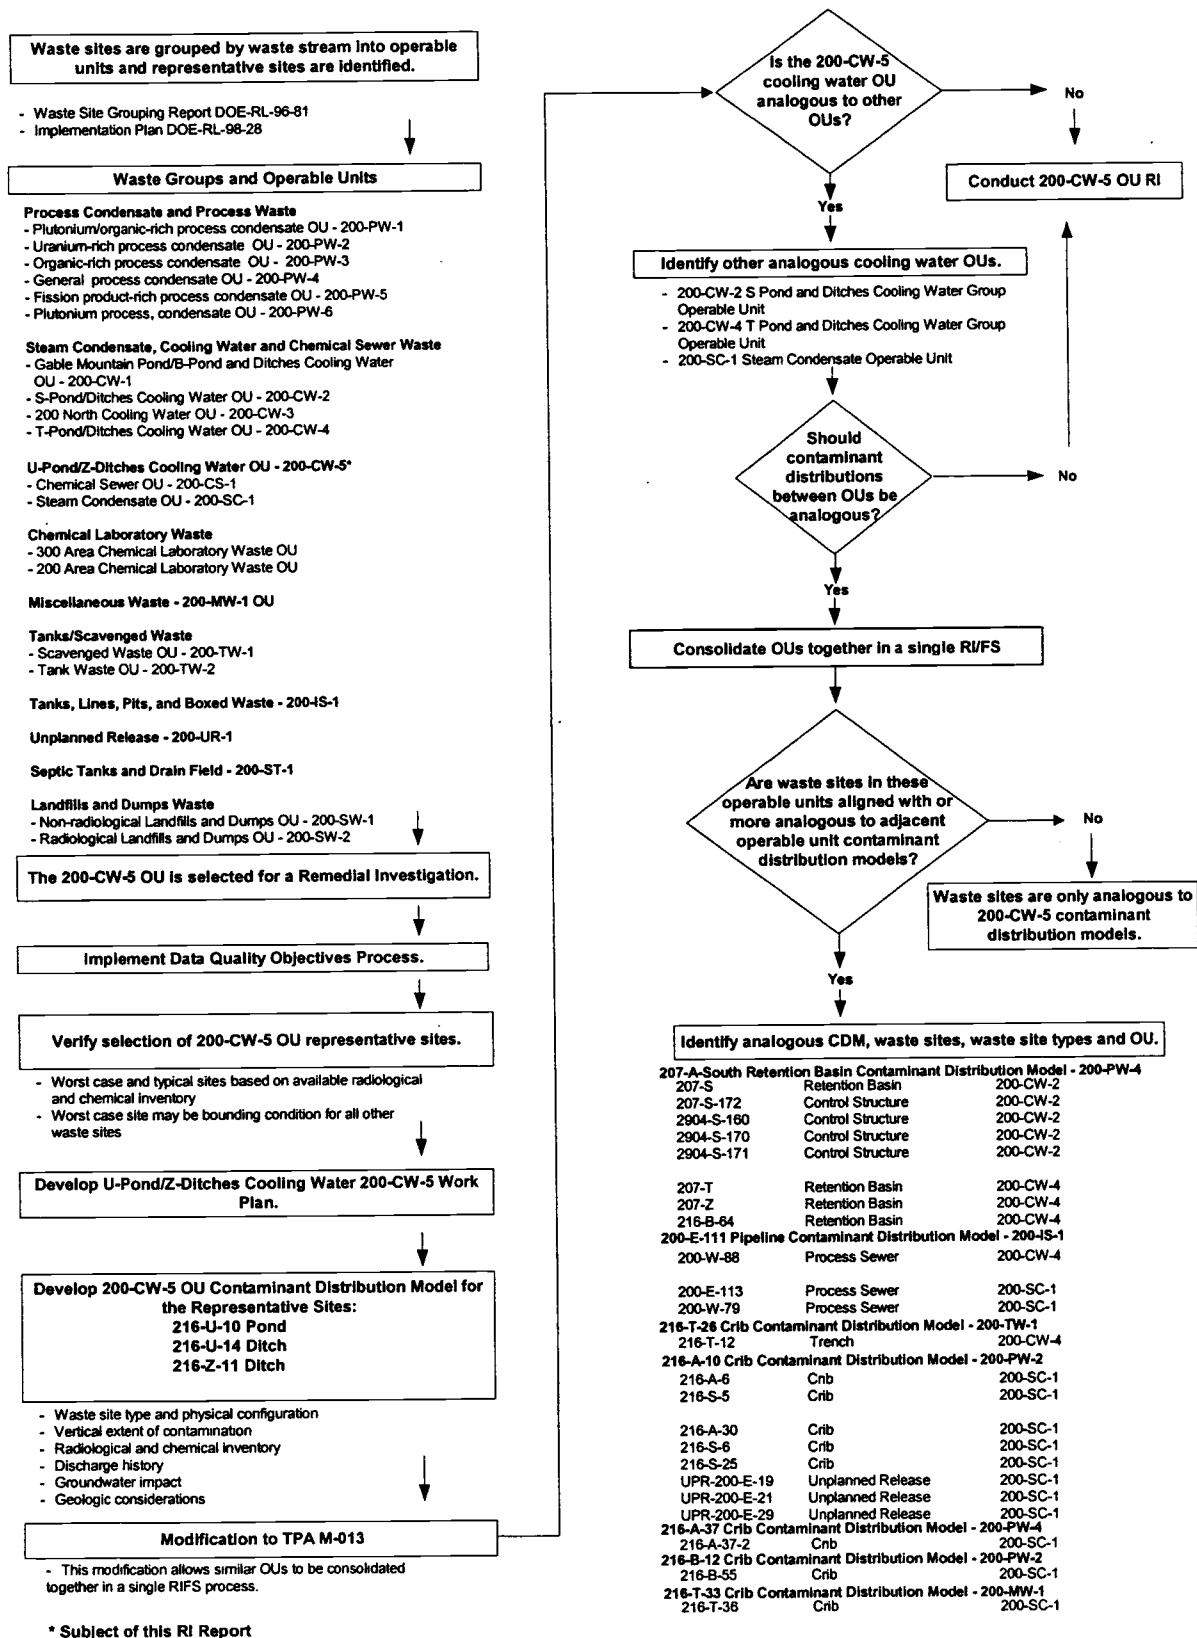 Waste sites are grouped by waste stream into operable
units and representative sites are identified.
- Waste Site Grouping Report DOE-RL-96-81
- Implementation Plan DOE-RL-98-28
Waste Groups and Operable Units
Process Condensate and Process Waste
- Plutonium/organic-rich process condensate OU - 200-PW-1
- Uranium-rich process condensate OU - 200-PW-2
- Organic-rich process condensate OU - 200-PW-3
- General process condensate OU - 200-PW-4
- Fission product-rich process condensate OU - 200-PW-5
- Plutonium process, condensate OU - 200-PW-6
Steam Condensate, Cooling Water and Chemical Sewer Waste
- Gable Mountain Pond/B-Pond and Ditches Cooling Water
OU - 200-CW-1
- S-Pond/Ditches Cooling Water OU - 200-CW-2
- 200 North Cooling Water OU - 200-CW-3
- T-Pond/Ditches Cooling Water OU - 200-CW-4
U-Pond/Z-Ditches Cooling Water OU - 200-CW-5*
- Chemical Sewer OU - 200-CS-1
- Steam Condensate OU - 200-SC-1
Chemical Laboratory Waste
- 300 Area Chemical Laboratory Waste OU
- 200 Area Chemical Laboratory Waste OU
Miscellaneous Waste - 200-MW-1 OU
Tanks/Scavenged Waste
- Scavenged Waste OU - 200-TW-1
- Tank Waste OU - 200-TW-2
Tanks, Lines, Pits, and Boxed Waste - 200-IS-1
Unplanned Release - 200-UR-1
Septic Tanks and Drain Field - 200-ST-1
Landfills and Dumps Waste
- Non-radiological Landfills and Dumps OU - 200-SW-1
- Radiological Landfills and Dumps OU - 200-SW-2
The 200-CW-5 OU is selected for a Remedial Investigation.
Implement Data Quality Objectives Process.
Verify selection of 200-CW-5 OU representative sites.
- Worst case and typical sites based on available radiological
and chemical inventory
- Worst case site may be bounding condition for all other
waste sites
Develop U-Pond/Z-Ditches Cooling Water 200-CW-5 Work
Plan.
Develop 200-CW-5 OU Contaminant Distribution Model for
the Representative Sites:
216-U-10 Pond
216-U-14 Ditch
216-Z-11 Ditch
- Waste site type and physical configuration
- Vertical extent of contamination
- Radiological and chemical inventory
- Discharge history
- Groundwater impact
- Geologic considerations
Modification to TPA M-013
- This modification allows similar OUs to be consolidated
together in a single RIFS process.
* Subject of this RI Report
Is the 200-CW-5
cooling water OU
analogous to other
OUs?
No
Conduct 200-CW-5 OU RI
Yes
Identify other analogous cooling water OUs.
- 200-CW-2 S Pond and Ditches Cooling Water Group
Operable Unit
- 200-CW-4 T Pond and Ditches Cooling Water Group
Operable Unit
- 200-SC-1 Steam Condensate Operable Unit
Should
contaminant
distributions
between OUs be
analogous?
No
Yes
Consolidate OUs together in a single RI/FS
Are waste sites in these
operable units aligned with or
more analogous to adjacent
operable unit contaminant
distribution models?
No
Waste sites are only analogous to
200-CW-5 contaminant
distribution models.
Yes
Identify analogous CDM, waste sites, waste site types and OU.
207-A-South Retention Basin Contaminant Distribution Model - 200-PW-4
207-S Retention Basin 200-CW-2
207-S-172 Control Structure 200-CW-2
2904-S-160 Control Structure 200-CW-2
2904-S-170 Control Structure 200-CW-2
2904-S-171 Control Structure 200-CW-2
207-T Retention Basin 200-CW-4
207-Z Retention Basin 200-CW-4
216-B-64 Retention Basin 200-CW-4
200-E-111 Pipeline Contaminant Distribution Model - 200-IS-1
200-W-88 Process Sewer 200-CW-4
200-E-113 Process Sewer 200-SC-1
200-W-79 Process Sewer 200-SC-1
216-T-26 Crib Contaminant Distribution Model - 200-TW-1
216-T-12 Trench 200-CW-4
216-A-10 Crib Contaminant Distribution Model - 200-PW-2
216-A-6 Crib 200-SC-1
216-S-5 Crib 200-SC-1
216-A-30 Crib 200-SC-1
216-S-6 Crib 200-SC-1
216-S-25 Crib 200-SC-1
UPR-200-E-19 Unplanned Release 200-SC-1
UPR-200-E-21 Unplanned Release 200-SC-1
UPR-200-E-29 Unplanned Release 200-SC-1
216-A-37 Crib Contaminant Distribution Model - 200-PW-4
216-A-37-2 Crib 200-SC-1
216-B-12 Crib Contaminant Distribution Model - 200-PW-2
216-B-55 Crib 200-SC-1
216-T-33 Crib Contaminant Distribution Model - 200-MW-1
216-T-36 Crib 200-SC-1